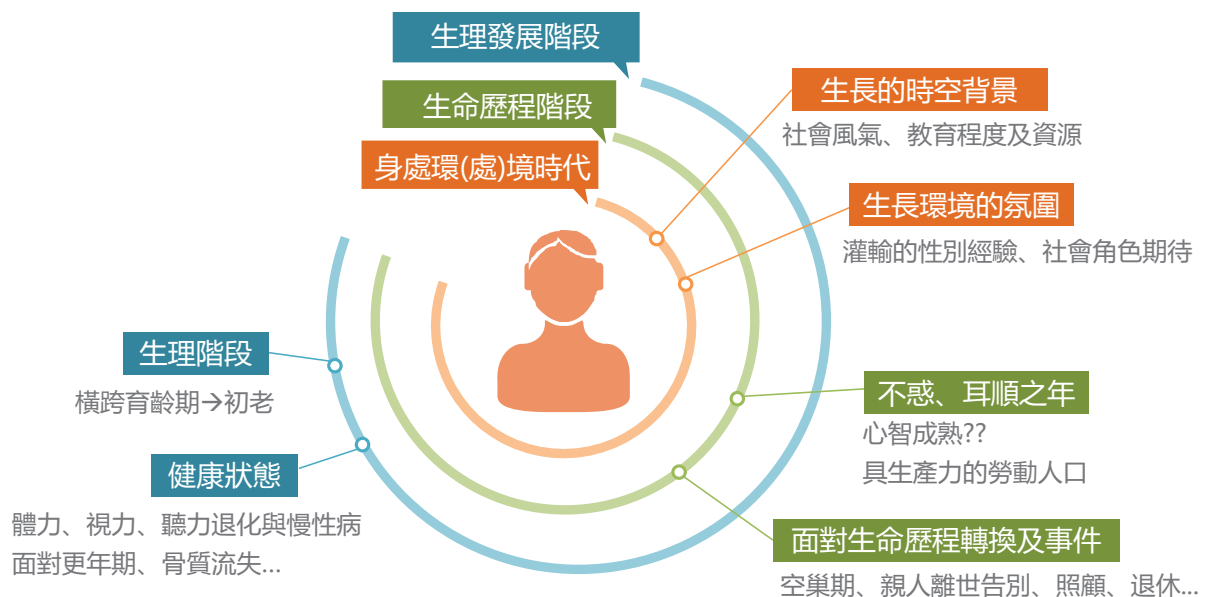 生理發展階段
生命歷程階段
身處環(處)境時代
生長的時空背景
社會風氣、教育程度及資源
生長環境的氛圍
灌輸的性別經驗、社會角色期待
生理階段
橫跨育齡期→初老
健康狀態
體力、視力、聽力退化與慢性病
面對更年期、骨質流失...
不惑、耳順之年
心智成熟??
具生產力的勞動人口
面對生命歷程轉換及事件
空巢期、親人離世告別、照顧、退休...